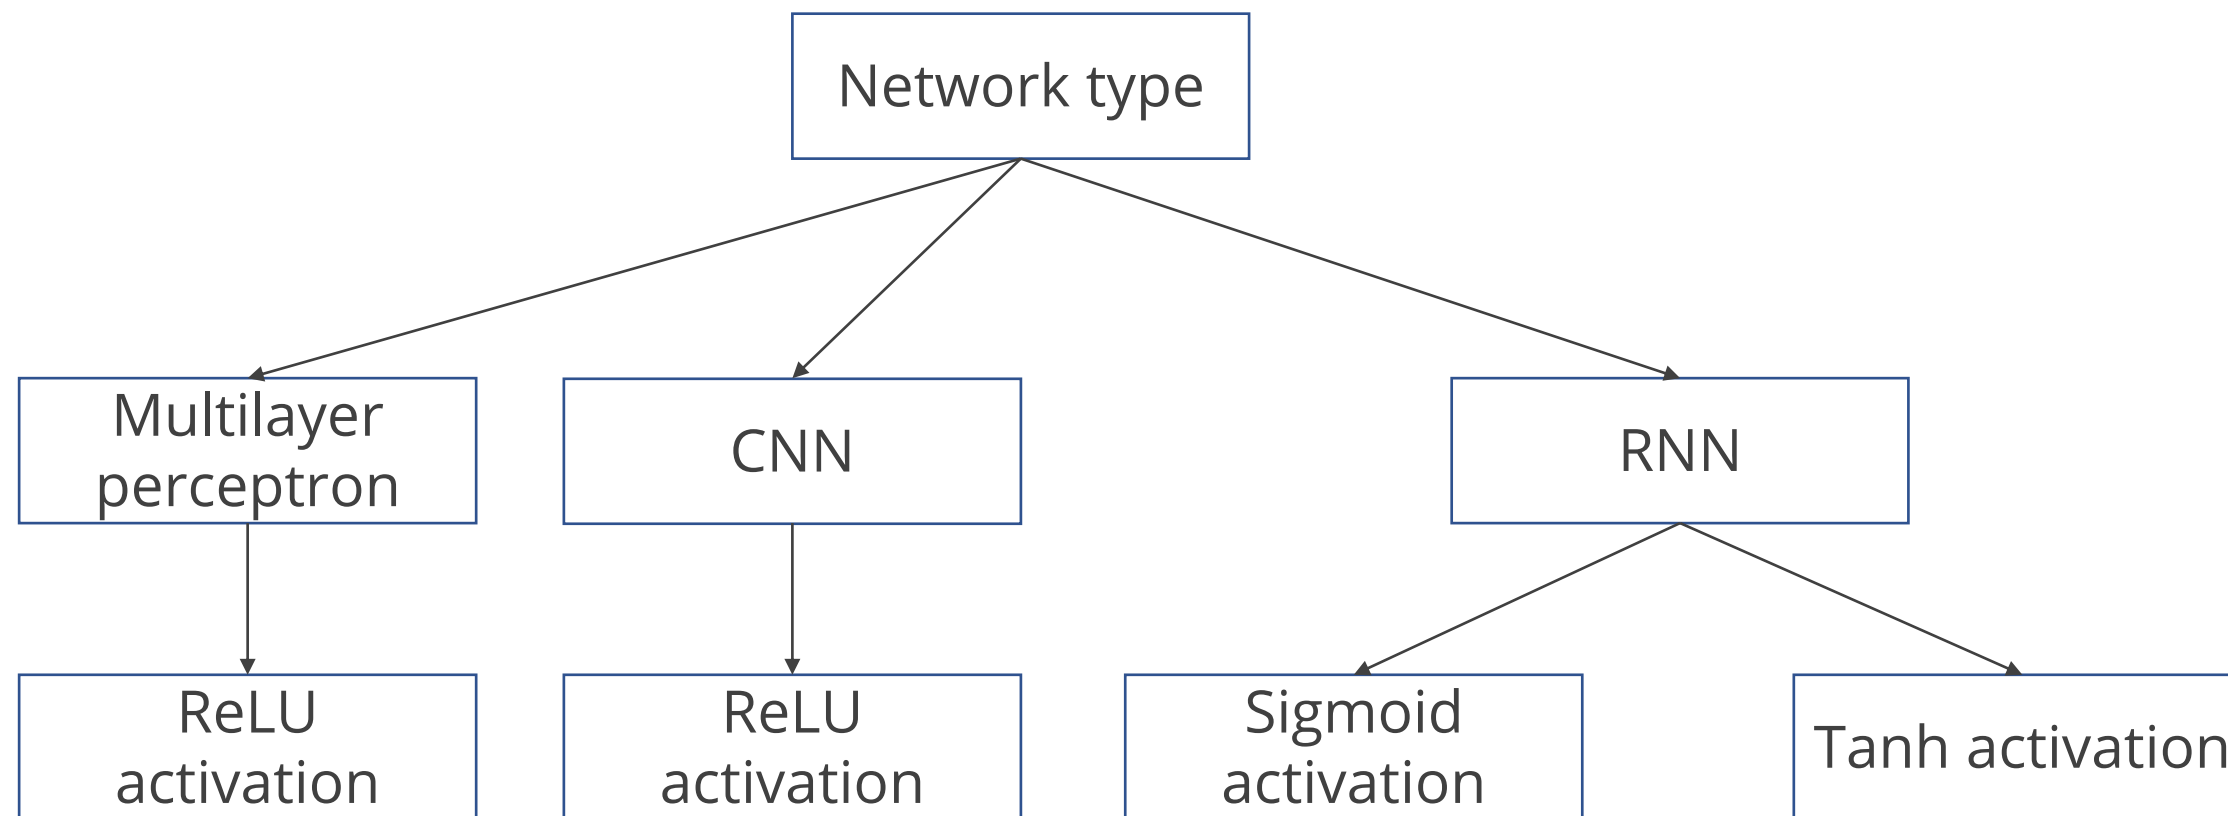 Network type
Multilayer
perceptron
CNN
RNN
ReLU
activation
ReLU
activation
Sigmoid
activation
Tanh activation